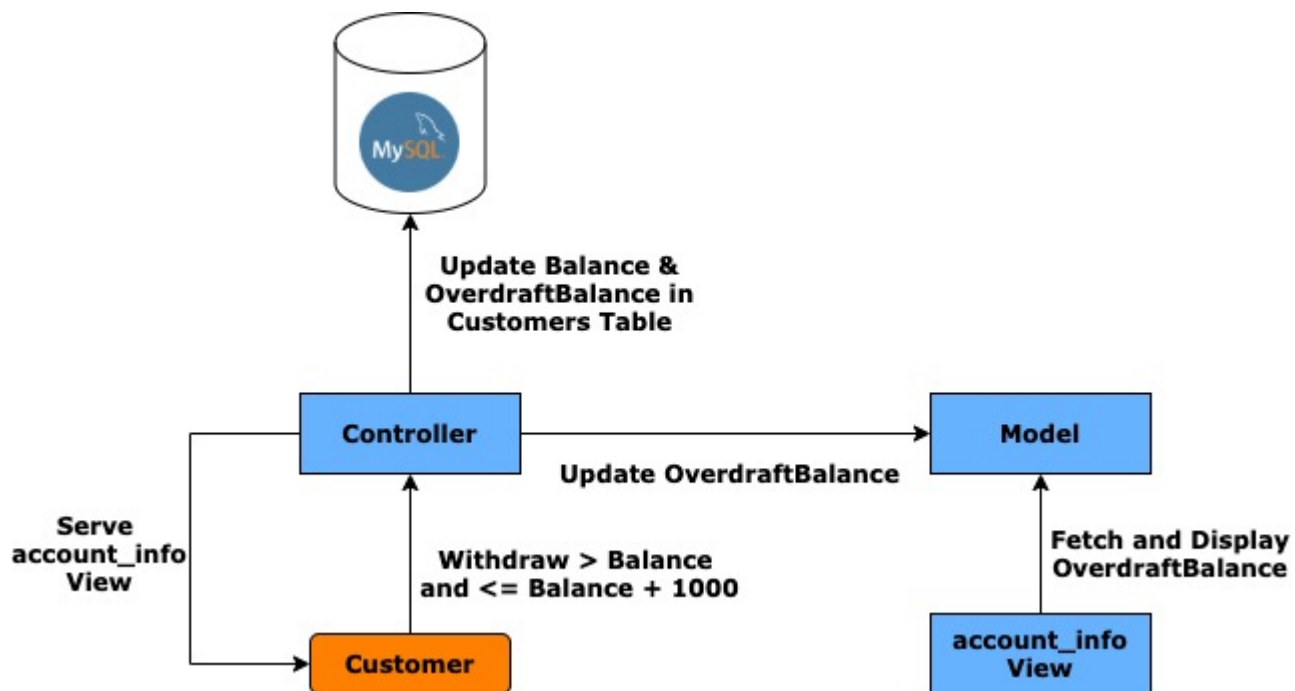 MySQL
Update Balance &
OverdraftBalance in
Customers Table
Controller
Model
Update OverdraftBalance
Serve
account_info
View
Withdraw > Balance
and <= Balance + 1000
Fetch and Display
OverdraftBalance
Customer
account_info
View